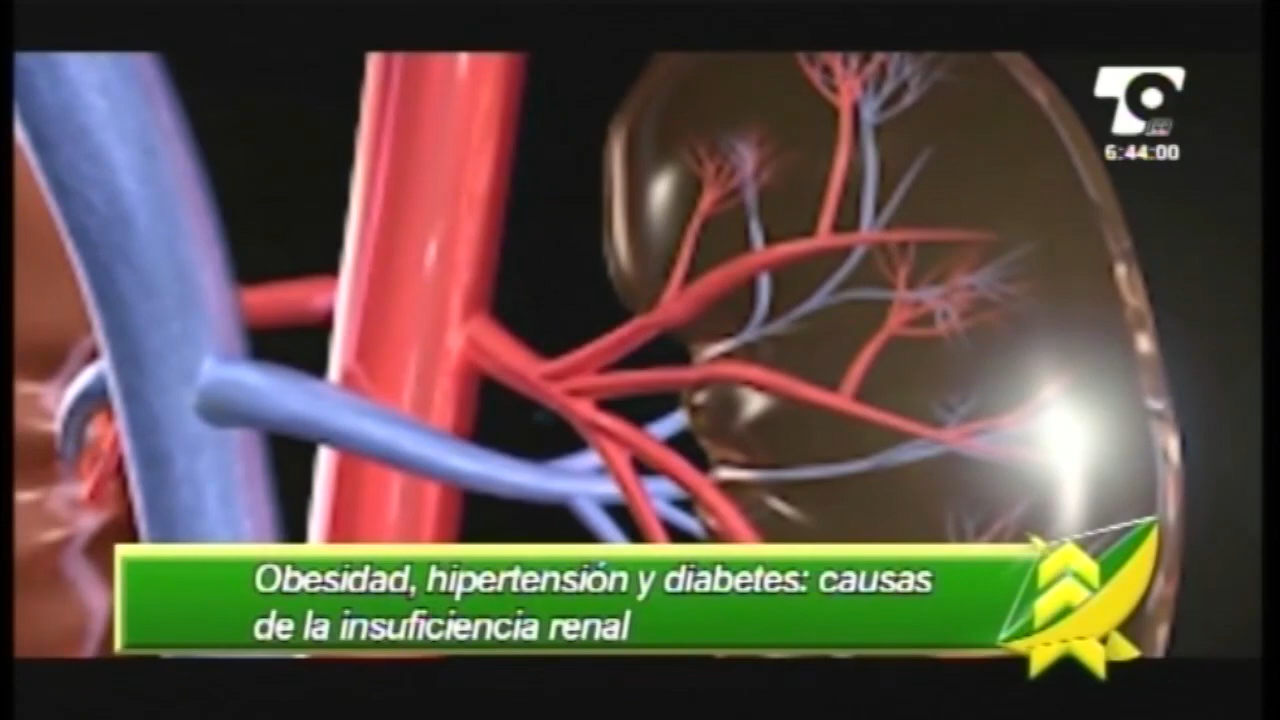 6:44:00
Obesidad, hipertensión y diabetes: causas
de la insuficiencia renal